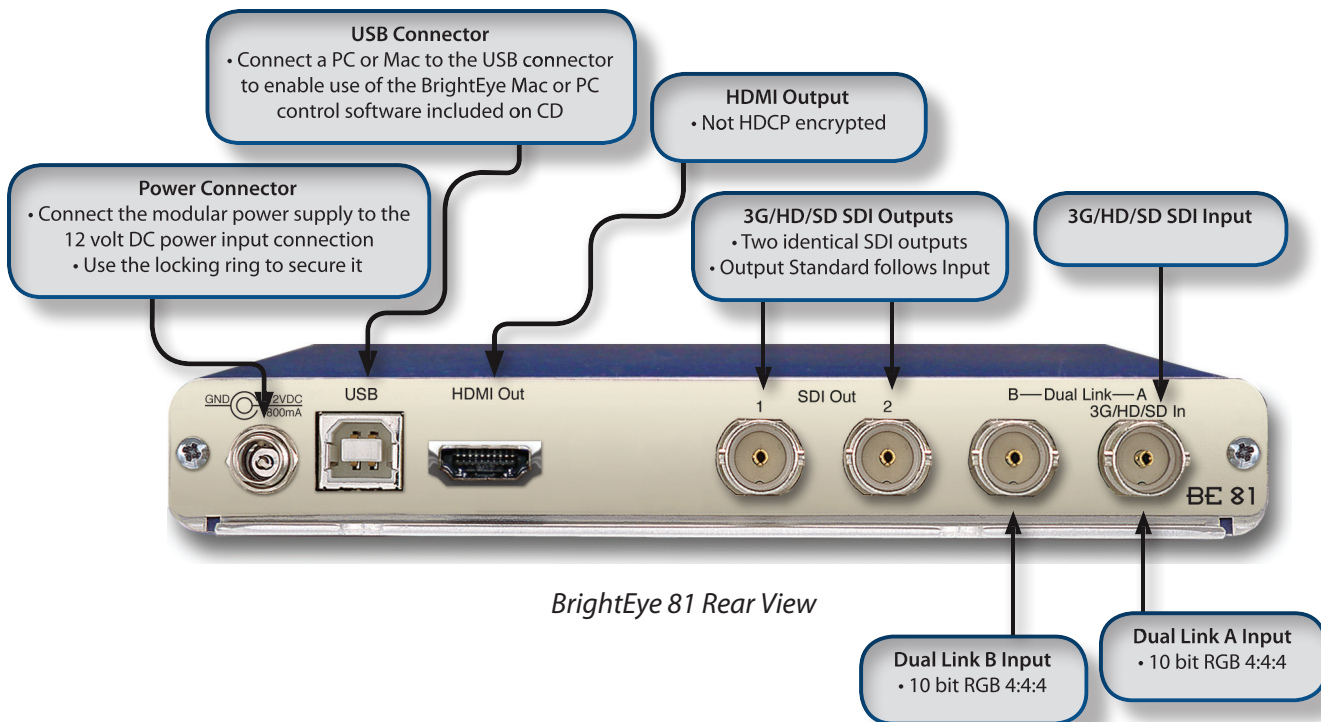 USB Connector
• Connect a PC or Mac to the USB connector
to enable use of the BrightEye Mac or PC
control software included on CD
HDMI Output
• Not HDCP encrypted
Power Connector
• Connect the modular power supply to the
12 volt DC power input connection
• Use the locking ring to secure it
3G/HD/SD SDI Outputs
• Two identical SDI outputs
• Output Standard follows Input
3G/HD/SD SDI Input
GND
2VDC
800mA
USB
HDMI Out
1 SDI Out 2
B—Dual Link—A
3G/HD/SD In
BE 81
BrightEye 81 Rear View
Dual Link B Input
• 10 bit RGB 4:4:4
Dual Link A Input
• 10 bit RGB 4:4:4